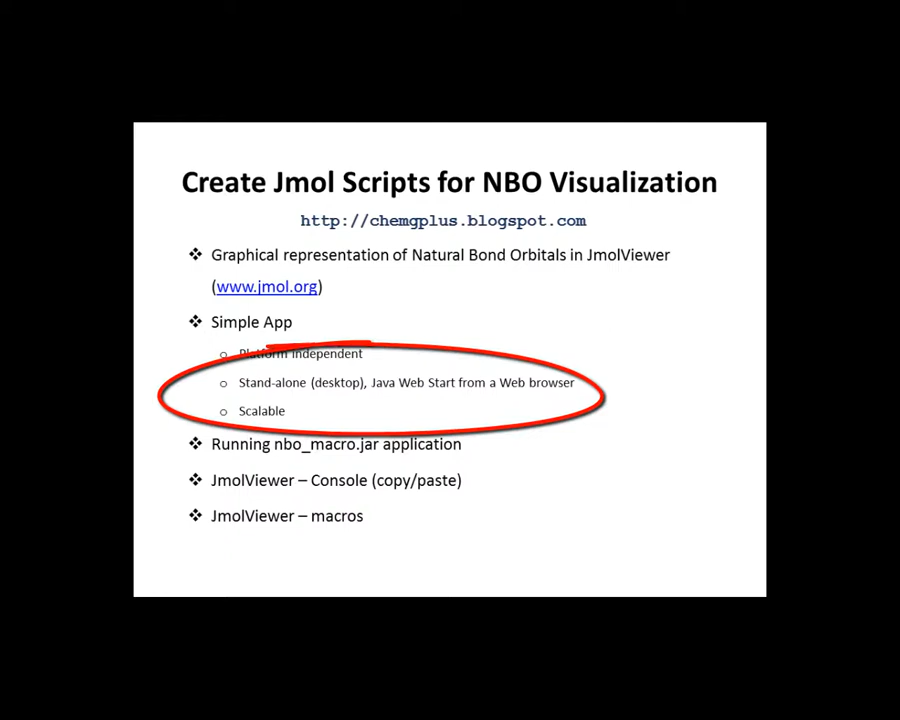 Create Jmol Scripts for NBO Visualization
http://chemgplus.blogspot.com
❖ Graphical representation of Natural Bond Orbitals in JmolViewer
(www.jmol.org)
❖ Simple App
o Platform Independent
o Stand-alone (desktop), Java Web Start from a Web browser
o Scalable
❖ Running nbo_macro.jar application
❖ JmolViewer – Console (copy/paste)
❖ JmolViewer – macros